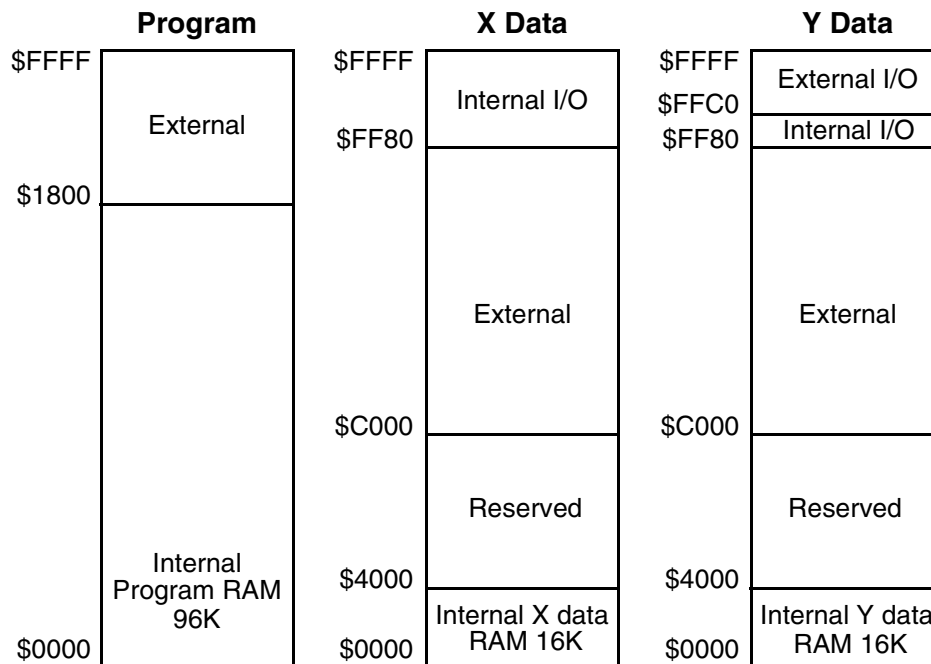 Program
$FFFF
External
$1800
Internal
Program RAM
96K
$0000
X Data
$FFFF
Internal I/O
$FF80
External
$C000
Reserved
$4000
Internal X data
RAM 16K
$0000
Y Data
$FFFF
External I/O
$FFC0
Internal I/O
$FF80
External
$C000
Reserved
$4000
Internal Y data
RAM 16K
$0000